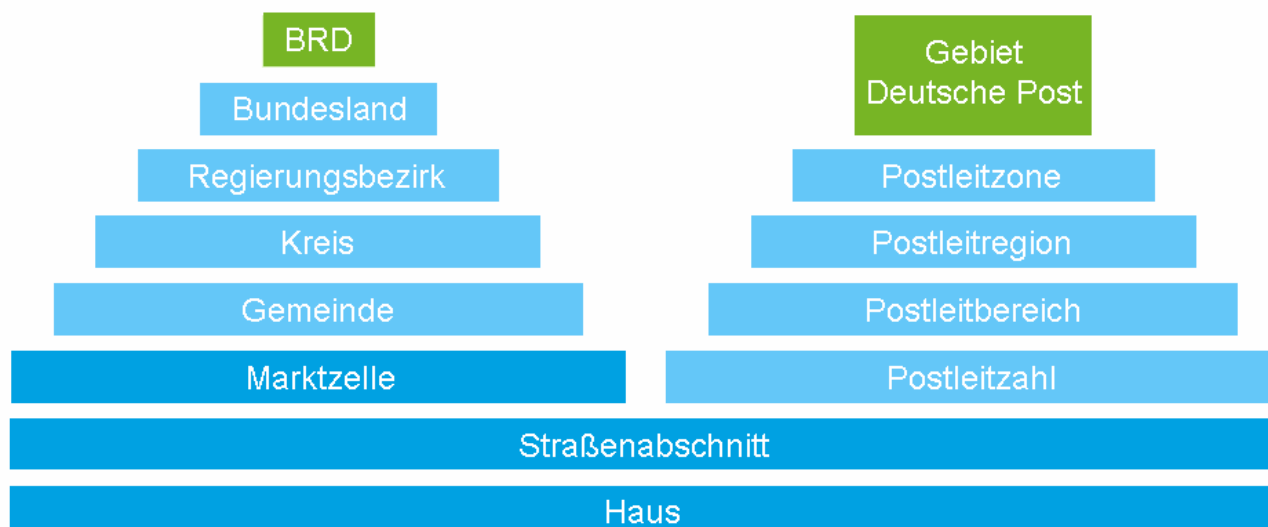 BRD
Bundesland
Regierungsbezirk
Kreis
Gemeinde
Marktzelle
Gebiet
Deutsche Post
Postleitzone
Postleitregion
Postleitbereich
Postleitzahl
Straßenabschnitt
Haus